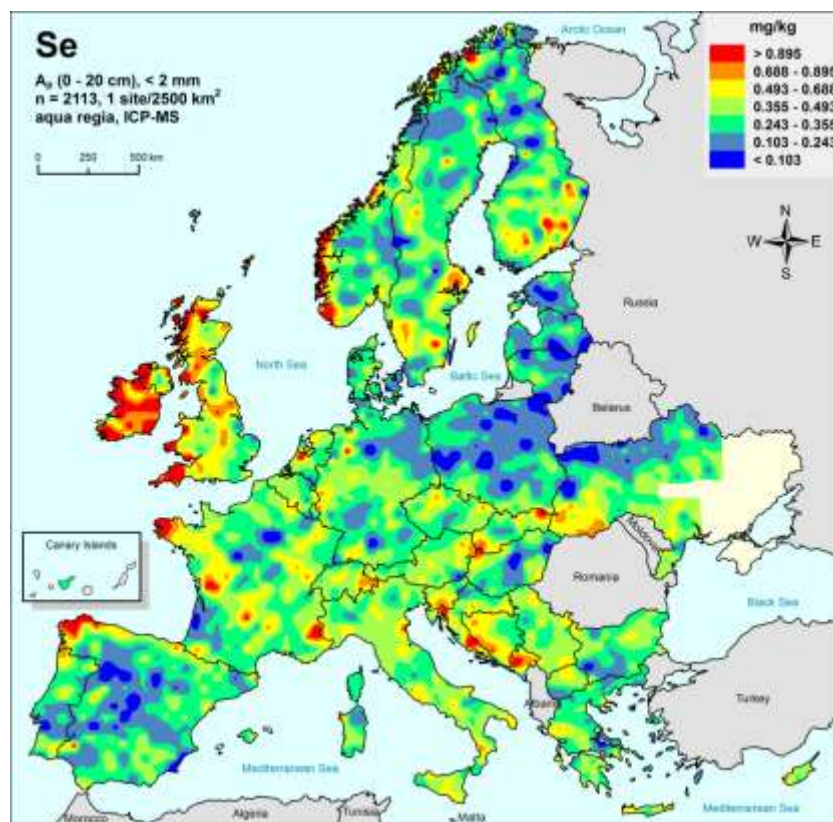 Se
Ap (0 - 20 cm), < 2 mm
n = 2113, 1 site/2500 km2
aqua regia, ICP-MS
0 250 500 km
Arctic Ocean
mg/kg
> 0.895
0.688 - 0.895
0.493 - 0.688
0.355 - 0.493
0.243 - 0.355
0.103 - 0.243
< 0.103
N
W E
S
Russia
North Sea
Baltic Sea
Belarus
Canary Islands
Moldova
Romania
Black Sea
Albania
Turkey
Mediterranean Sea
Mediterranean Sea
Morocco
Algeria
Tunisia
Malta